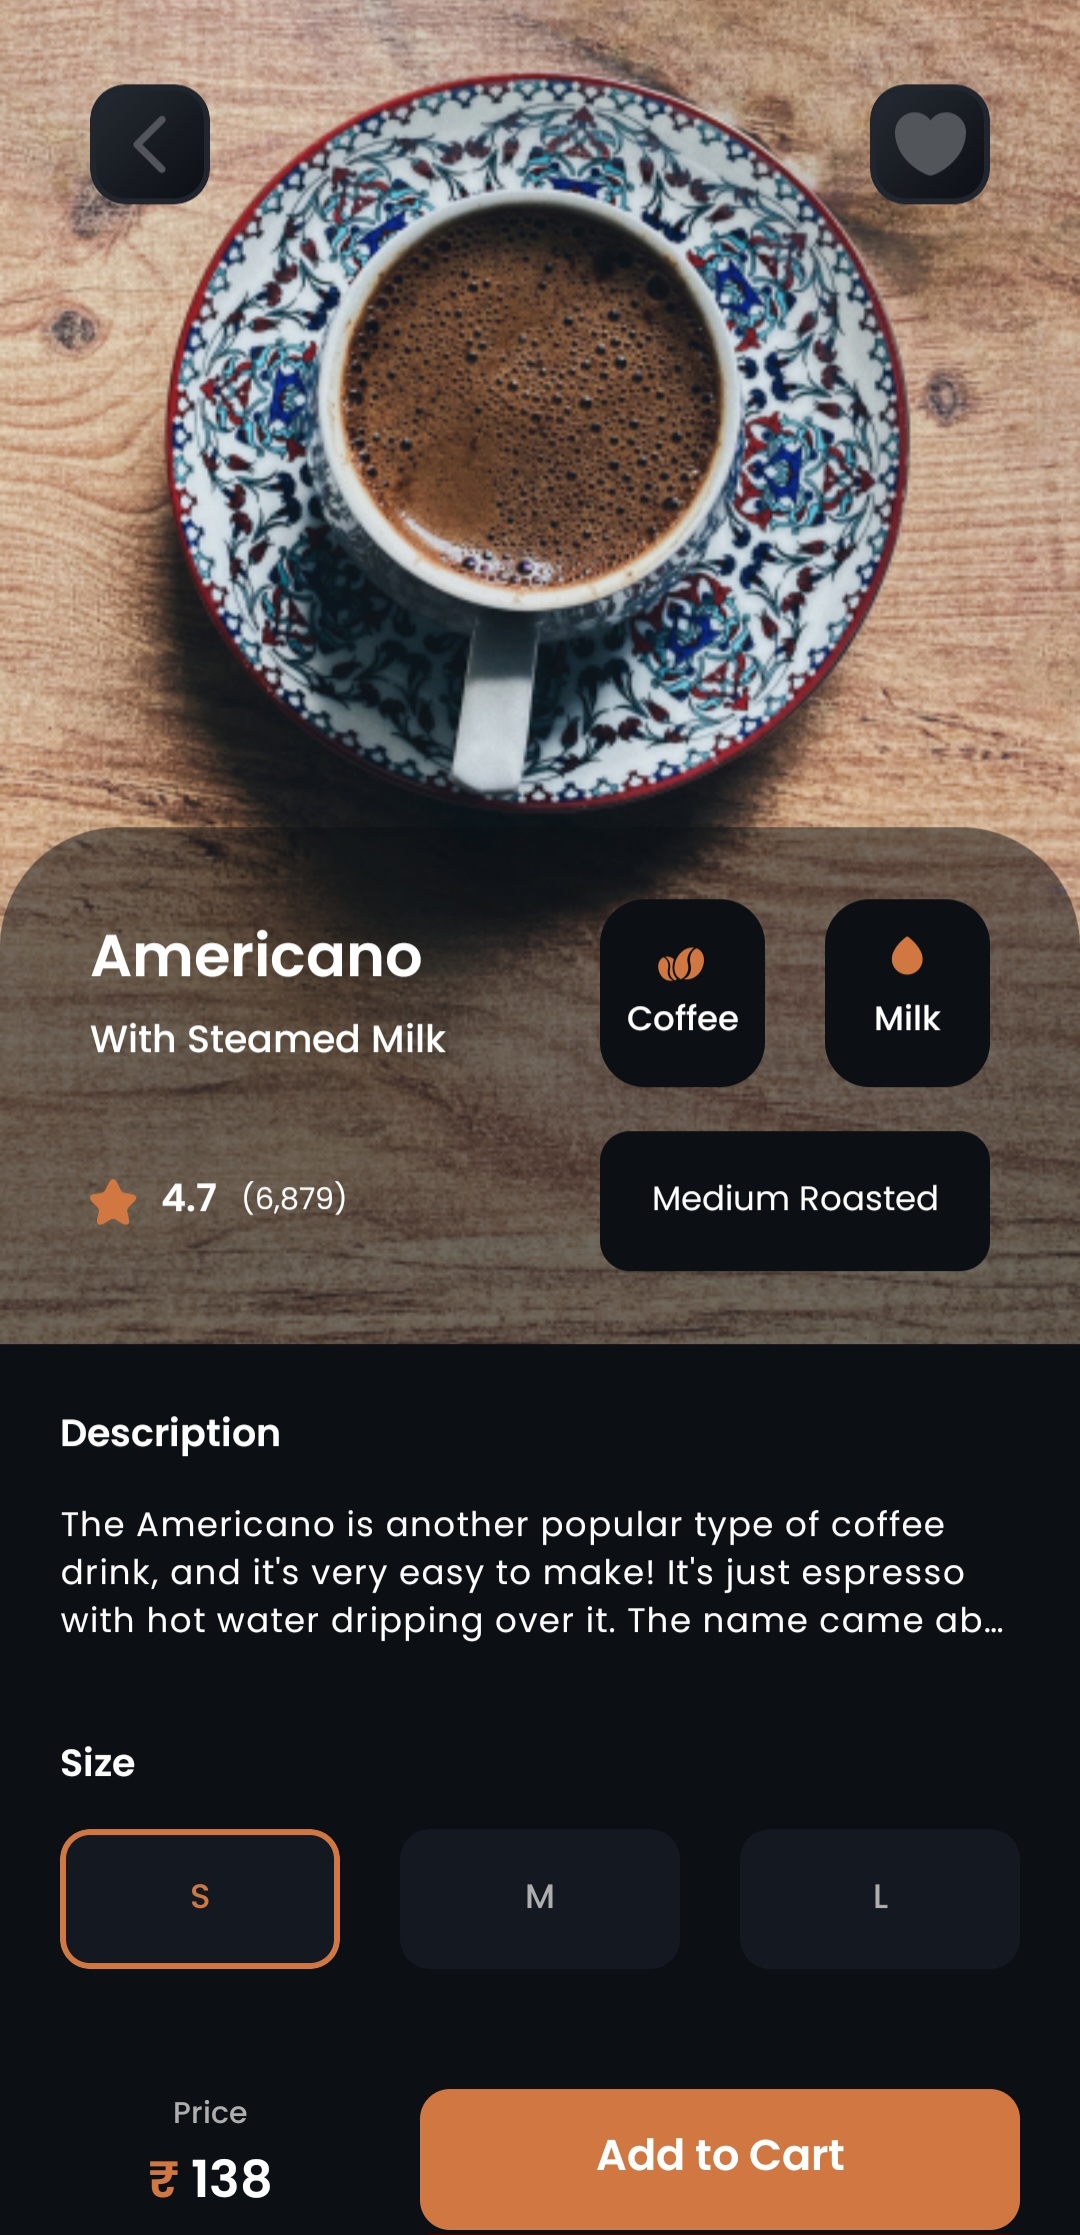 Americano
With Steamed Milk
Coffee
Milk
4.7 (6,879)
Medium Roasted
Description
The Americano is another popular type of coffee
drink, and it's very easy to make! It's just espresso
with hot water dripping over it. The name came ab...
Size
S
M
L
Price
₹ 138
Add to Cart